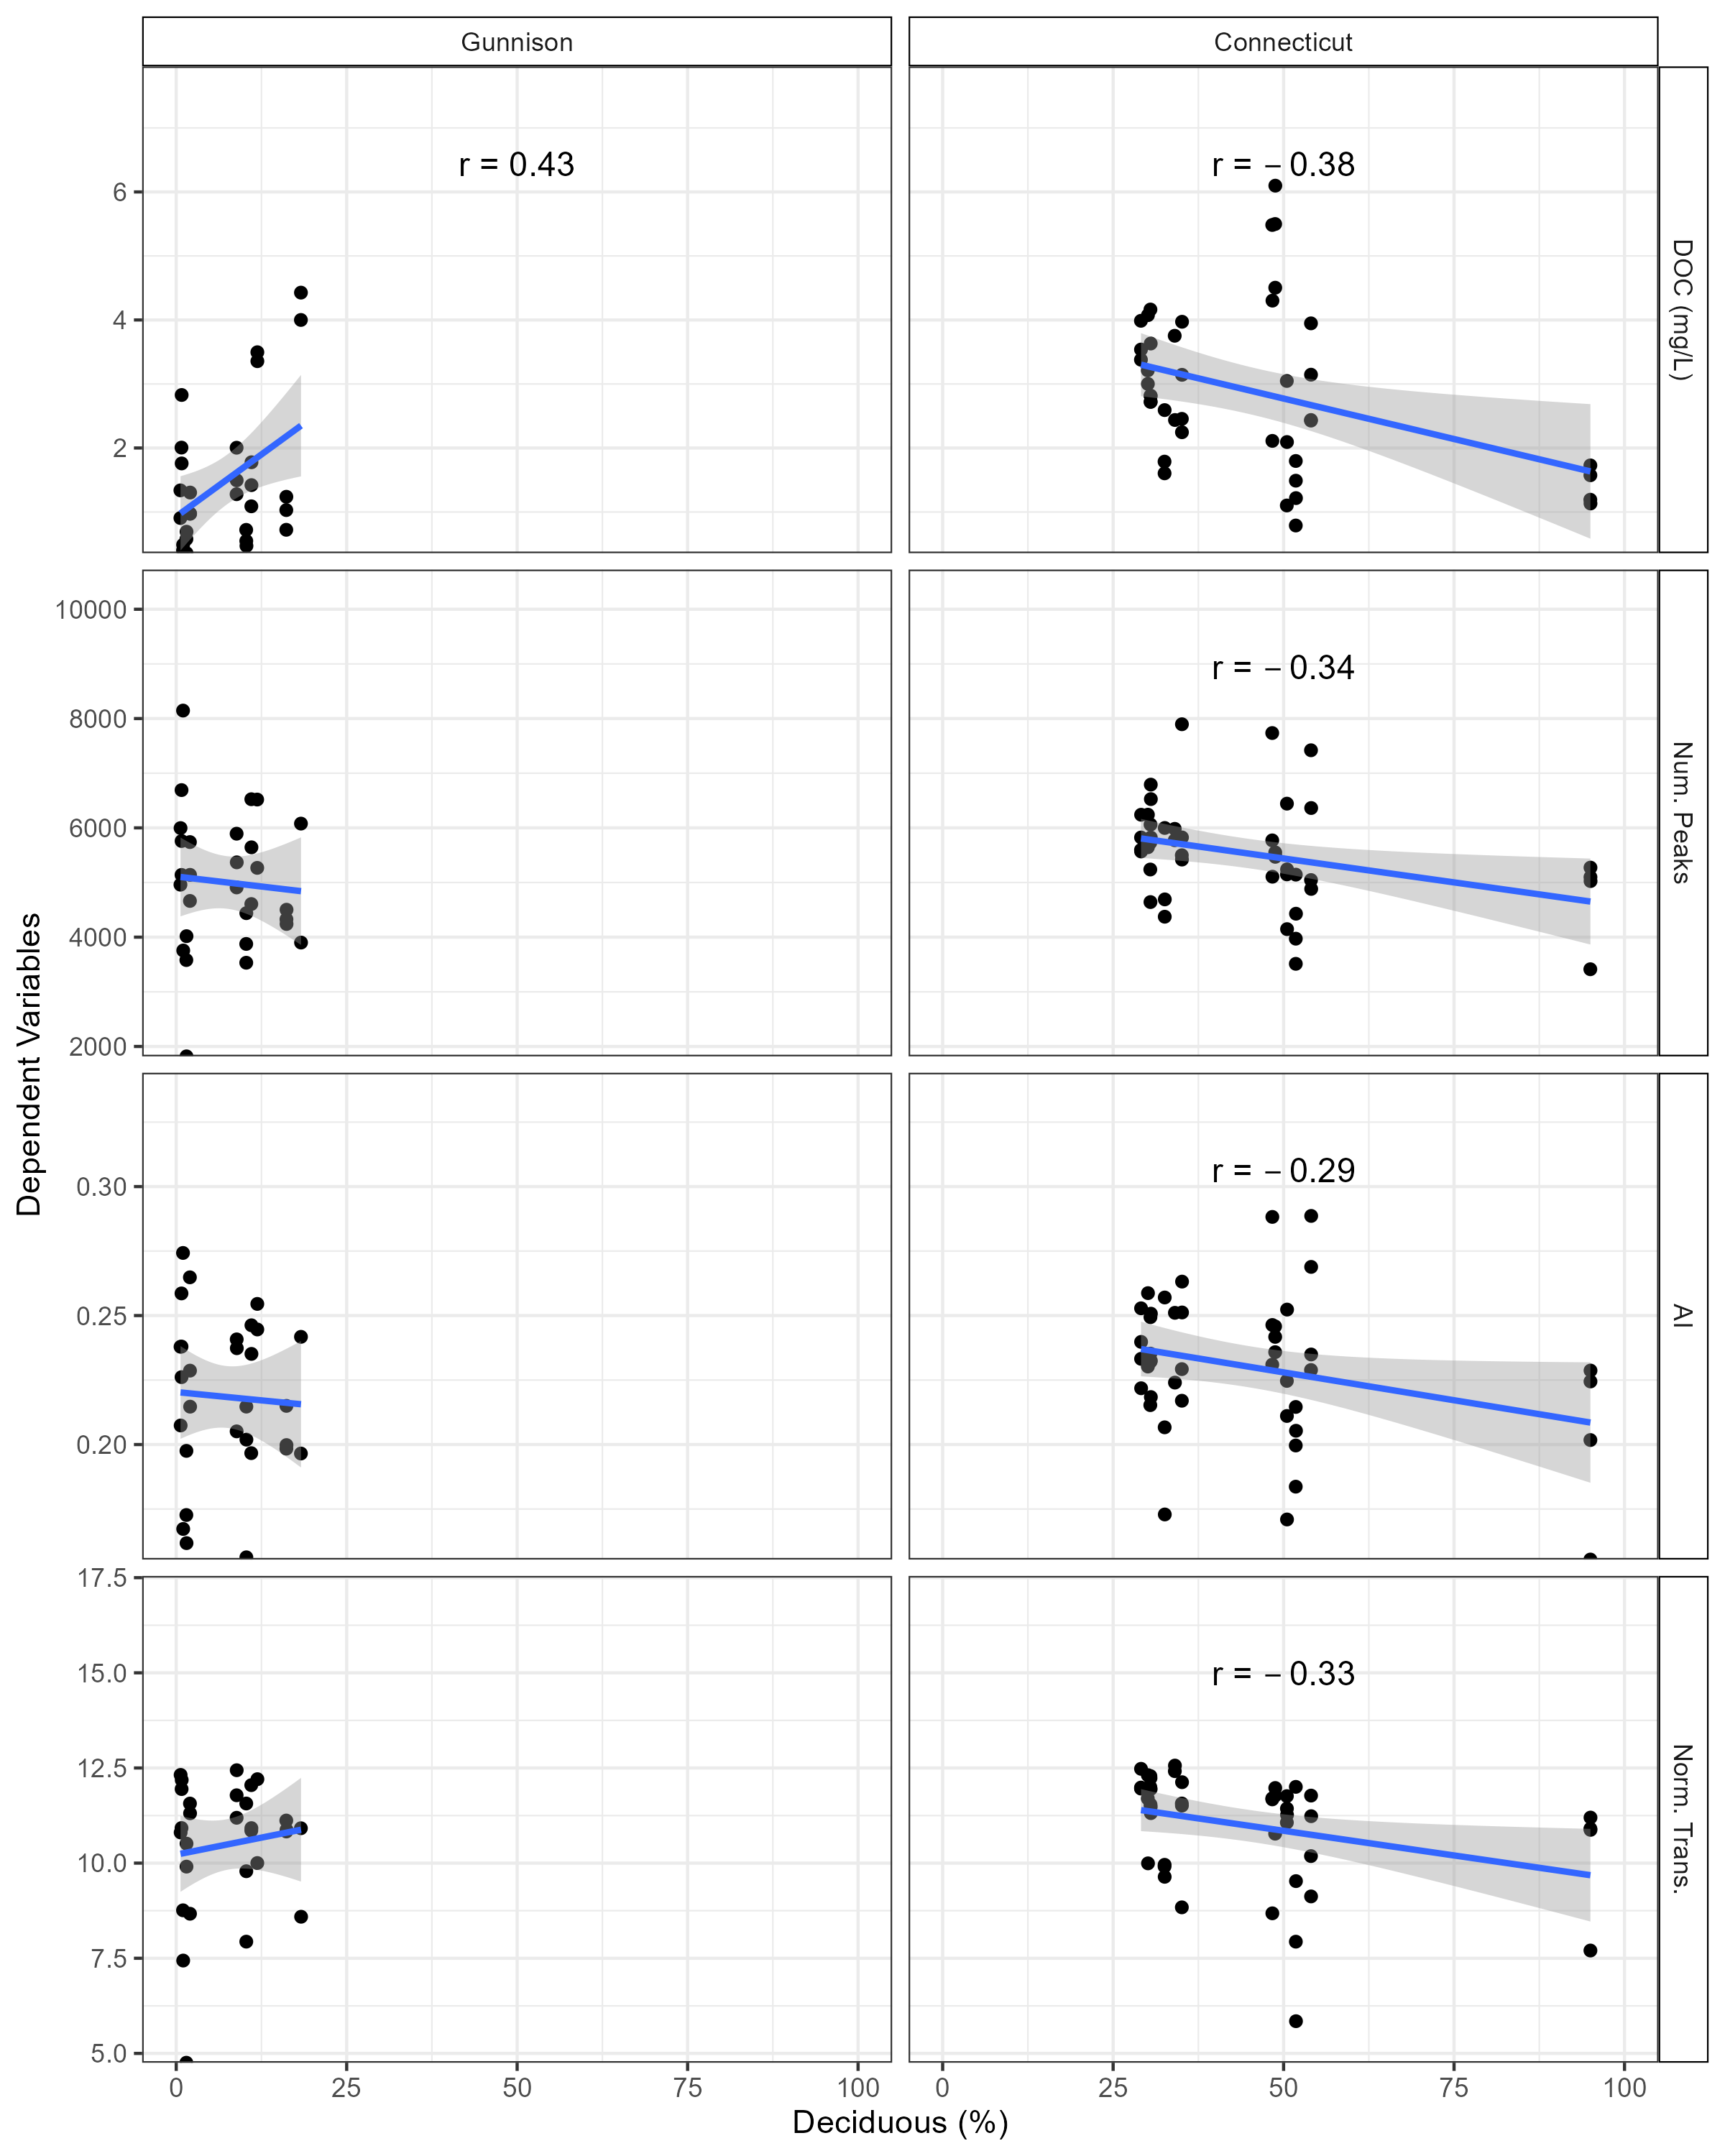 Gunnison
Connecticut
r = 0.43
r = − 0.38
6
4
2
DOC (mg/L)
r = − 0.34
10000
8000
6000
4000
2000
Num. Peaks
Dependent Variables
r = − 0.29
0.30
0.25
0.20
AI
r = − 0.33
17.5
15.0
12.5
10.0
7.5
5.0
Norm. Trans.
0 25 50 75 100 0 25 50 75 100
Deciduous (%)